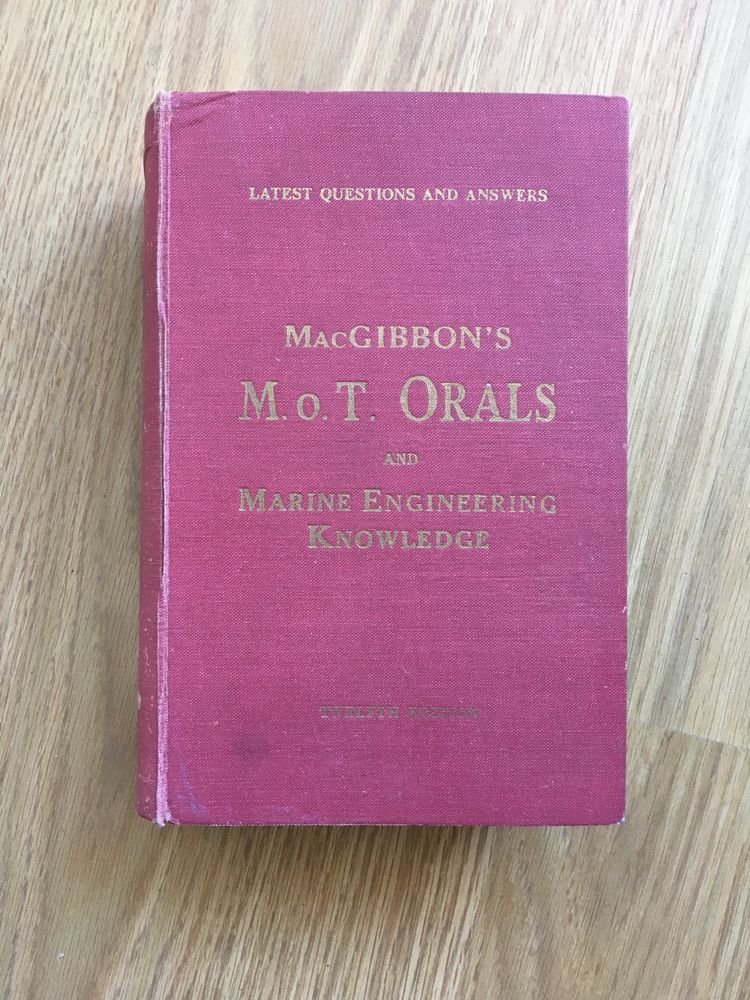 LATEST QUESTIONS AND ANSWERS
MACGIBBON'S
M.O.T. ORALS
AND
MARINE ENGINEERING
KNOWLEDGE
TWELFTH EDITION